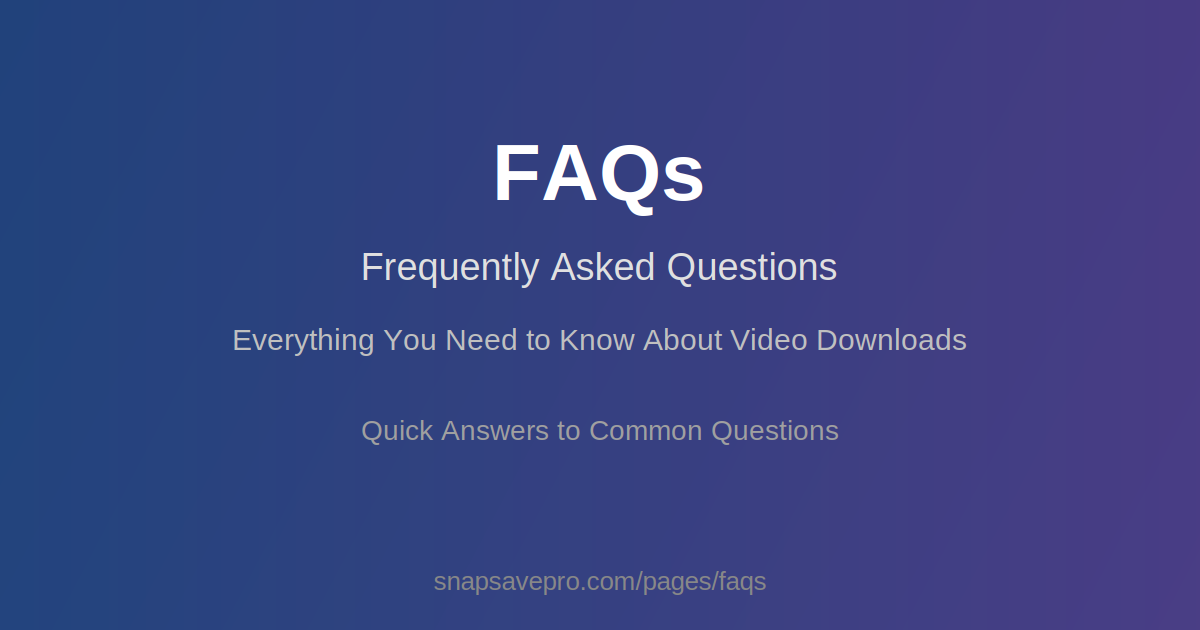 FAQs
Frequently Asked Questions
Everything You Need to Know About Video Downloads
Quick Answers to Common Questions
snapsavepro.com/pages/faqs